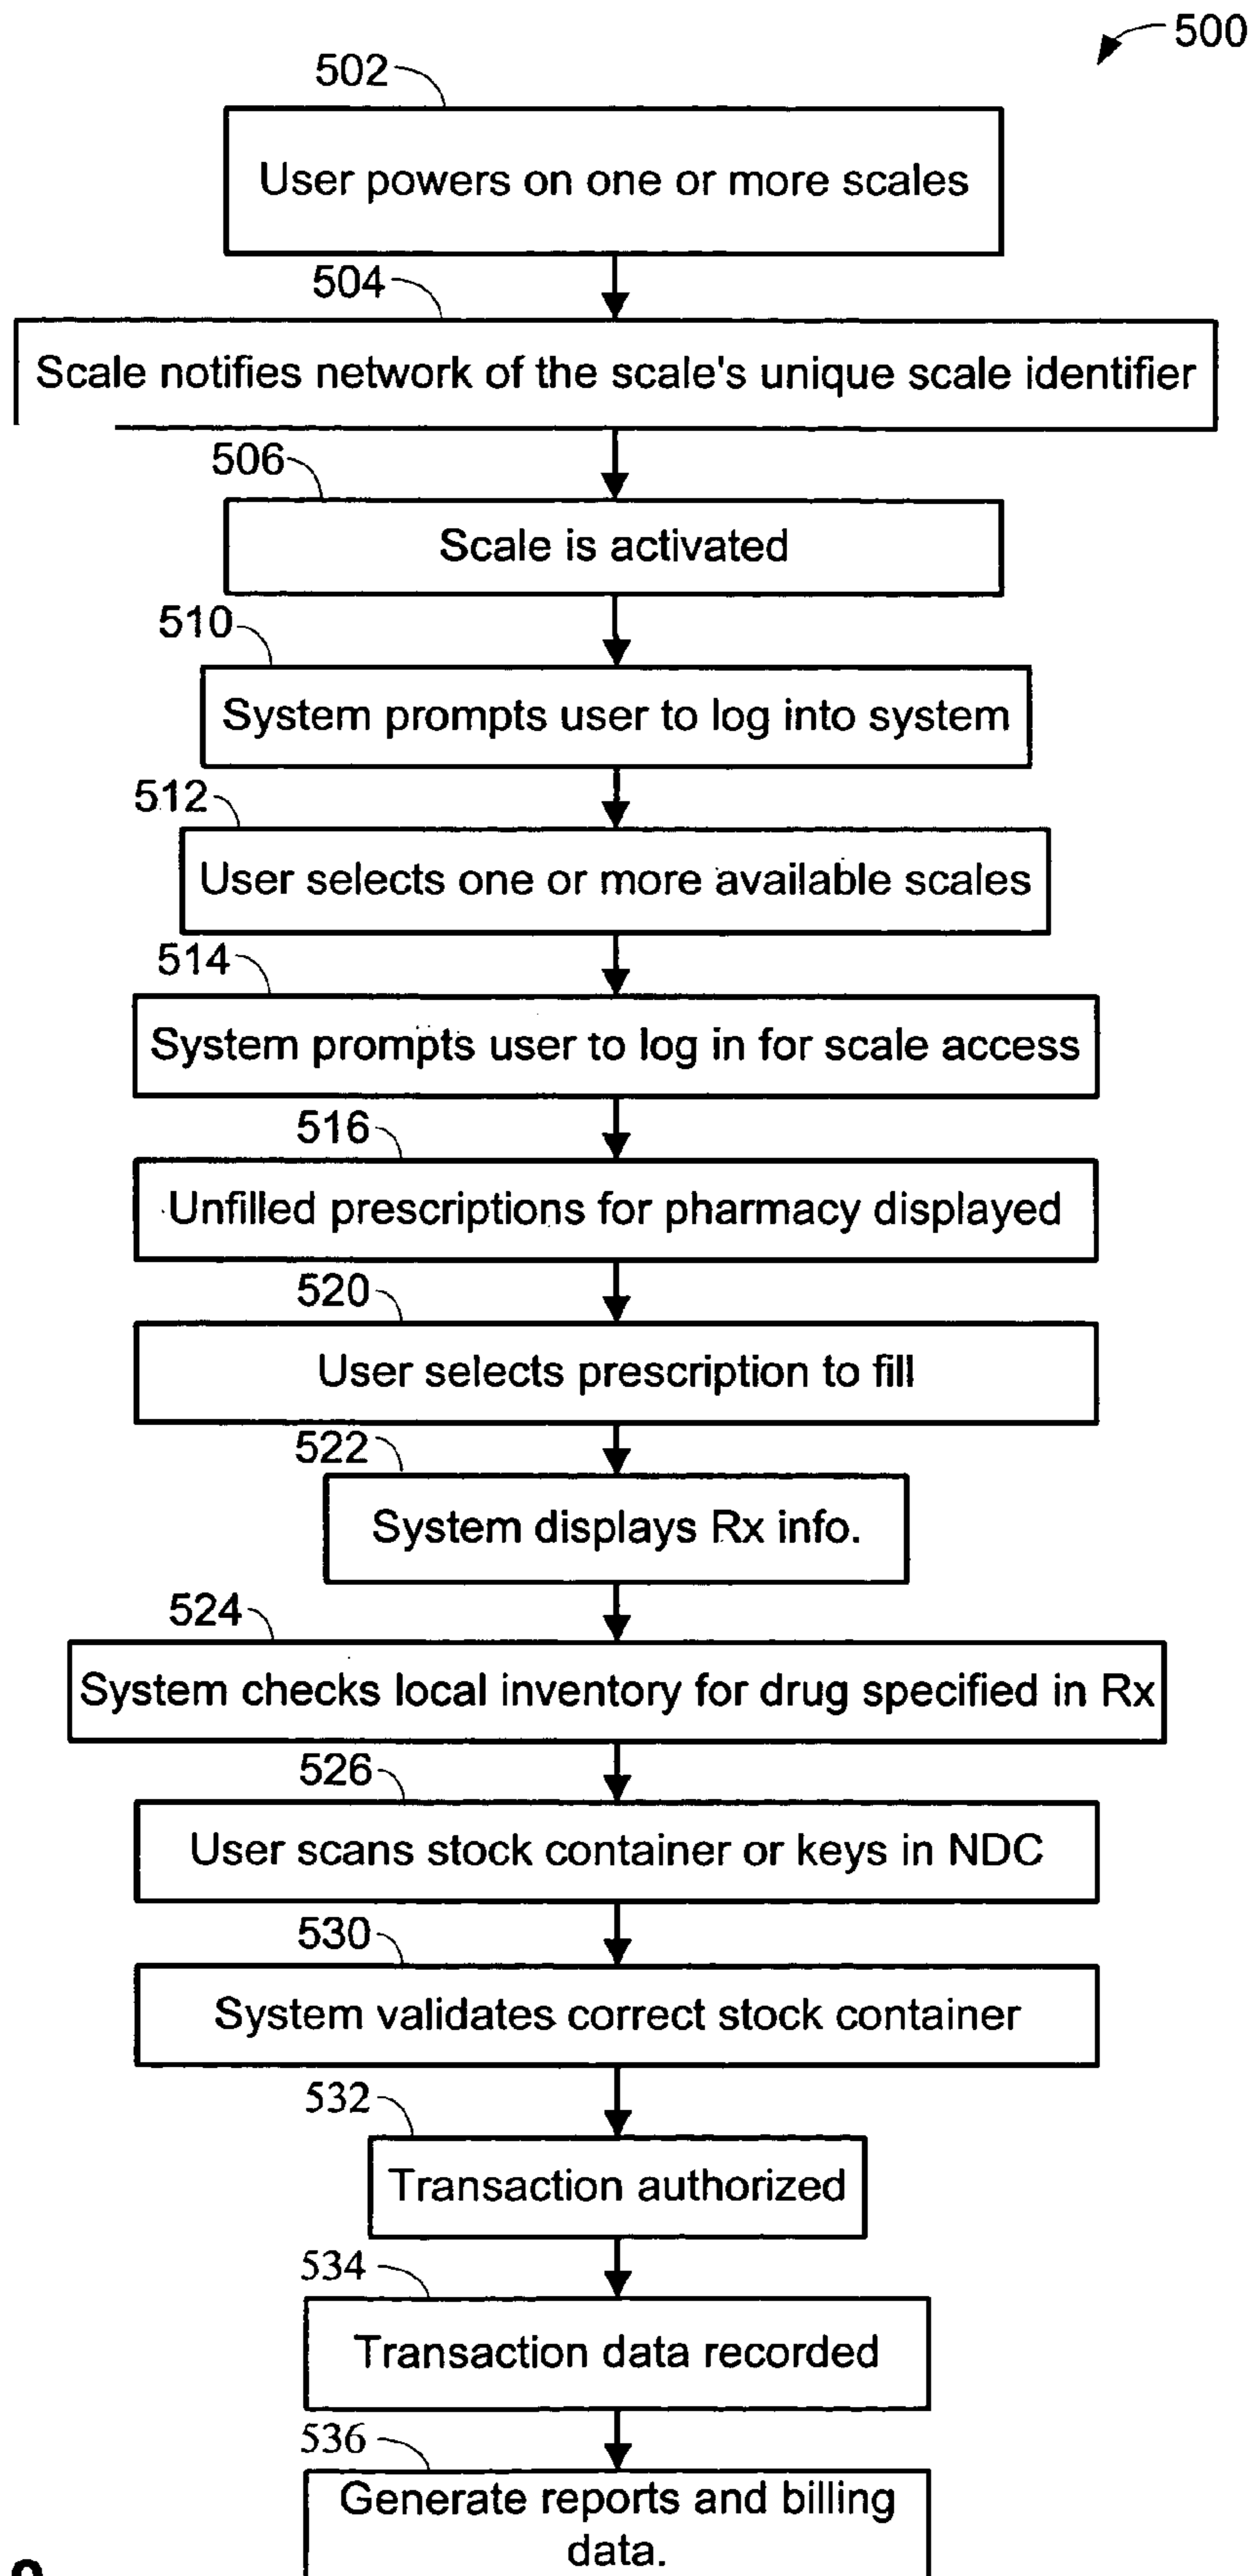 500
502
User powers on one or more scales
504
Scale notifies network of the scale's unique scale identifier
506
Scale is activated
510
System prompts user to log into system
512
User selects one or more available scales
514
System prompts user to log in for scale access
516
Unfilled prescriptions for pharmacy displayed
520
User selects prescription to fill
522
System displays Rx info.
524
System checks local inventory for drug specified in Rx
526
User scans stock container or keys in NDC
530
System validates correct stock container
532
Transaction authorized
534
Transaction data recorded
536
Generate reports and billing
data.